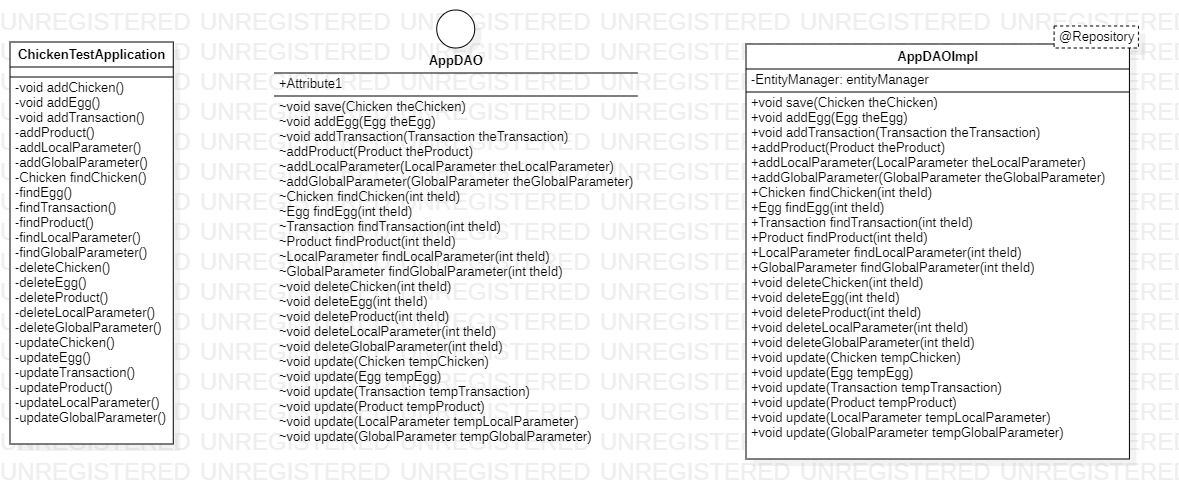 ChickenTestApplication
-void addChicken()
-void addEgg()
-void addTransaction()
-addProduct()
-addLocalParameter()
-addGlobalParameter()
-Chicken findChicken()
-findEgg()
-findTransaction()
-findProduct()
-findLocalParameter()
-findGlobalParameter()
-deleteChicken()
-deleteEgg()
-deleteProduct()
-deleteLocalParameter()
-deleteGlobalParameter()
-updateChicken()
-updateEgg()
-updateTransaction()
-updateProduct()
-updateLocalParameter()
-updateGlobalParameter()
AppDAO
+Attribute1
~void save(Chicken theChicken)
~void addEgg(Egg theEgg)
~void addTransaction(Transaction theTransaction)
~addProduct(Product theProduct)
~addLocalParameter(LocalParameter theLocalParameter)
~addGlobalParameter(GlobalParameter theGlobalParameter)
~Chicken findChicken(int theId)
~Egg findEgg(int theId)
~Transaction findTransaction(int theId)
~Product findProduct(int theId)
~LocalParameter findLocalParameter(int theId)
~GlobalParameter findGlobalParameter(int theId)
~void deleteChicken(int theId)
~void deleteEgg(int theId)
~void deleteProduct(int theId)
~void deleteLocalParameter(int theId)
~void deleteGlobalParameter(int theId)
~void update(Chicken tempChicken)
~void update(Egg tempEgg)
~void update(Transaction tempTransaction)
~void update(Product tempProduct)
~void update(LocalParameter tempLocalParameter)
~void update(GlobalParameter tempGlobalParameter)
@Repository
AppDAOImpl
-EntityManager: entityManager
+void save(Chicken theChicken)
+void addEgg(Egg theEgg)
+void addTransaction(Transaction theTransaction)
+addProduct(Product theProduct)
+addLocalParameter(LocalParameter theLocalParameter)
+addGlobalParameter(GlobalParameter theGlobalParameter)
+Chicken findChicken(int theId)
+Egg findEgg(int theId)
+Transaction findTransaction(int theId)
+Product findProduct(int theId)
+LocalParameter findLocalParameter(int theId)
+GlobalParameter findGlobalParameter(int theId)
+void deleteChicken(int theId)
+void deleteEgg(int theId)
+void deleteProduct(int theId)
+void deleteLocalParameter(int theId)
+void deleteGlobalParameter(int theId)
+void update(Chicken tempChicken)
+void update(Egg tempEgg)
+void update(Transaction tempTransaction)
+void update(Product tempProduct)
+void update(LocalParameter tempLocalParameter)
+void update(GlobalParameter tempGlobalParameter)
UNREGISTERED UNREGISTERED UNREGISTERED UNREGISTERED UNREGISTERED UNREGISTERED